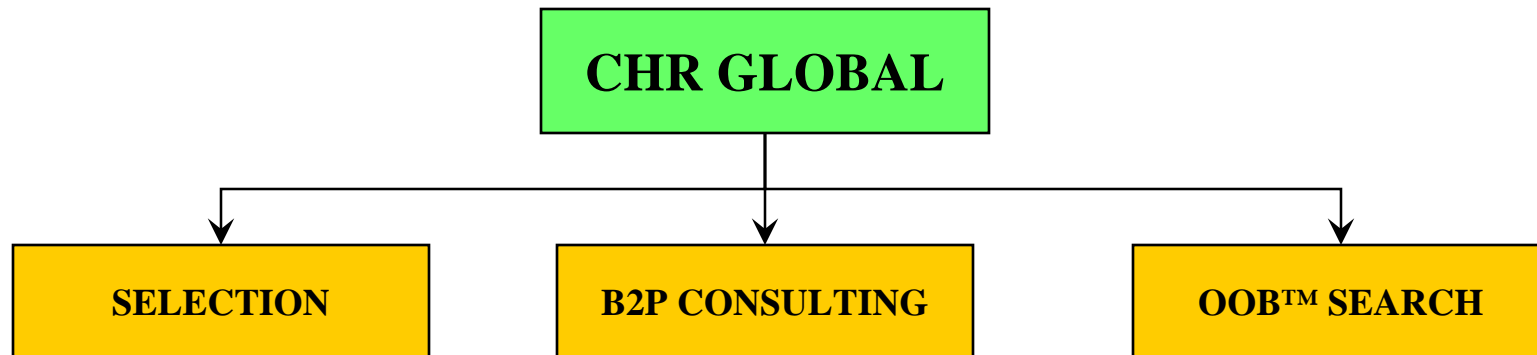 CHR GLOBAL
SELECTION
B2P CONSULTING
OOB™ SEARCH